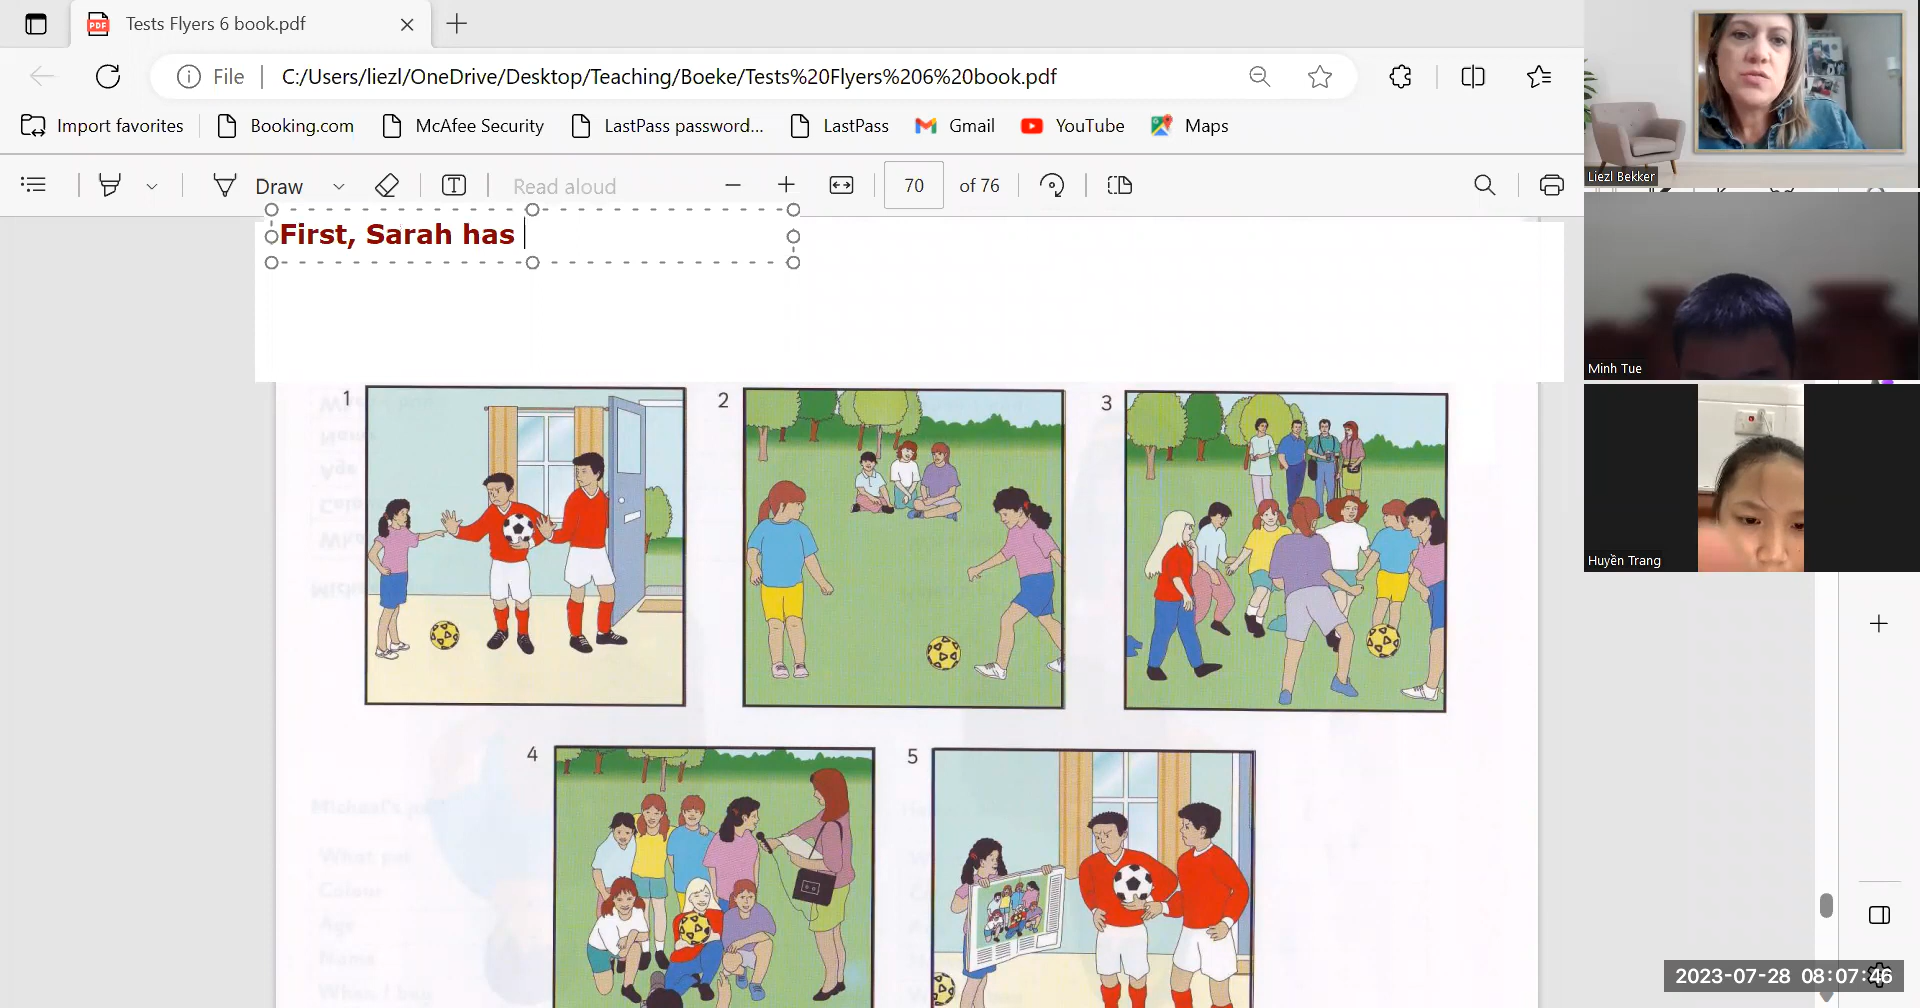 Tests Flyers 6 book.pdf
File
C:/Users/liezl/OneDrive/Desktop/Teaching/Boeke/Tests%20Flyers%206%20book.pdf
Import favorites
Booking.com
McAfee Security
LastPass password...
LastPass
Gmail
YouTube
Maps
Draw
Read aloud
70
of 76
Liezl Bekker
First, Sarah has
Minh Tue
1
2
3
Huyền Trang
4
5
2023-07-28 08:07:46